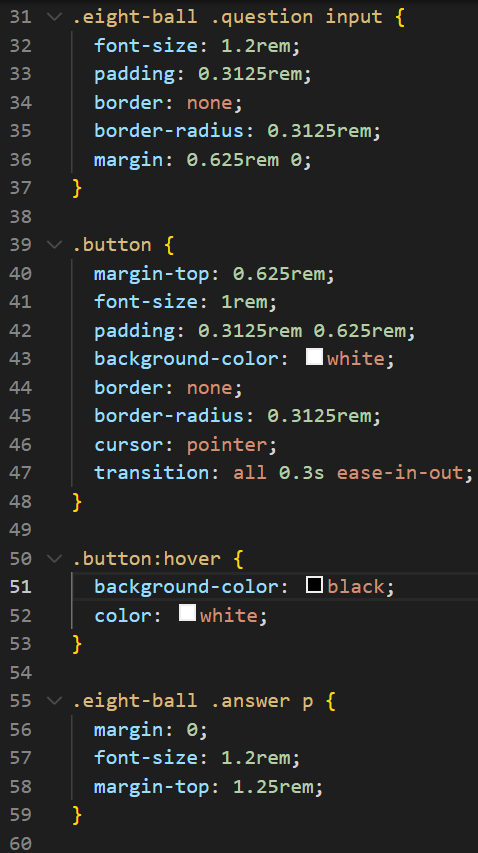 31 .eight-ball .question input {
32 font-size: 1.2rem;
33 padding: 0.3125rem;
34 border: none;
35 border-radius: 0.3125rem;
36 margin: 0.625rem 0;
37 }
38
39 .button {
40 margin-top: 0.625rem;
41 font-size: 1rem;
42 padding: 0.3125rem 0.625rem;
43 background-color: white;
44 border: none;
45 border-radius: 0.3125rem;
46 cursor: pointer;
47 transition: all 0.3s ease-in-out;
48 }
49
50 .button:hover {
51 background-color: black;
52 color: white;
53 }
54
55 .eight-ball .answer p {
56 margin: 0;
57 font-size: 1.2rem;
58 margin-top: 1.25rem;
59 }
60